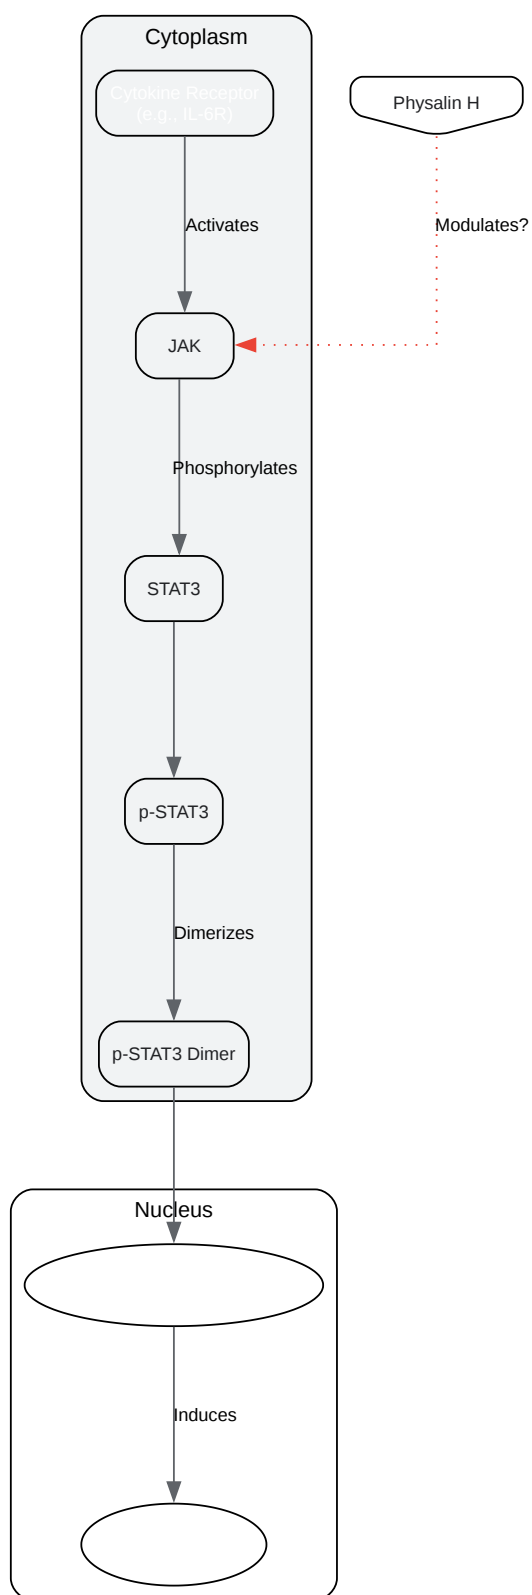 Cytoplasm
Cytokine Receptor
(e.g., IL-6R)
Physalin H
Activates
Modulates?
JAK
Phosphorylates
STAT3
p-STAT3
Dimerizes
p-STAT3 Dimer
Nucleus
Induces